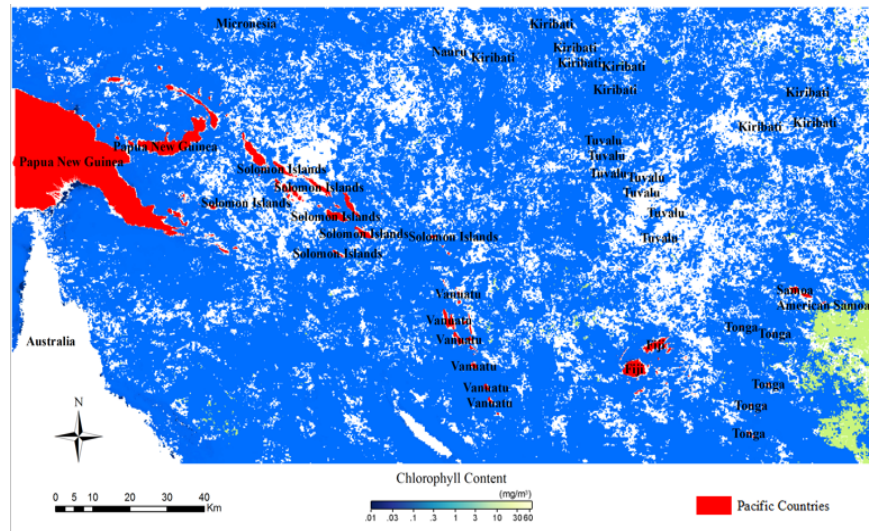 Micronesia
Kiribati
Nauru
Kiribati
Kiribati
Kiribati
Kiribati
Kiribati
Kiribati
Kiribati
Kiribati
Papua New Guinea
Papua New Guinea
Tuvalu
Tuvalu
Tuvalu
Tuvalu
Tuvalu
Tuvalu
Tuvalu
Solomon Islands
Solomon Islands
Solomon Islands
Solomon Islands
Solomon Islands
Solomon Islands
Solomon Islands
Samoa
American Samoa
Vanuatu
Vanuatu
Vanuatu
Vanuatu
Vanuatu
Vanuatu
Tonga
Tonga
Tonga
Tonga
Tonga
Fiji
Fiji
Australia
N
Chlorophyll Content
(mg/m³)
0 5 10 20 30 40
Km
.01 .03 .1 .3 1 3 10 30 60
Pacific Countries